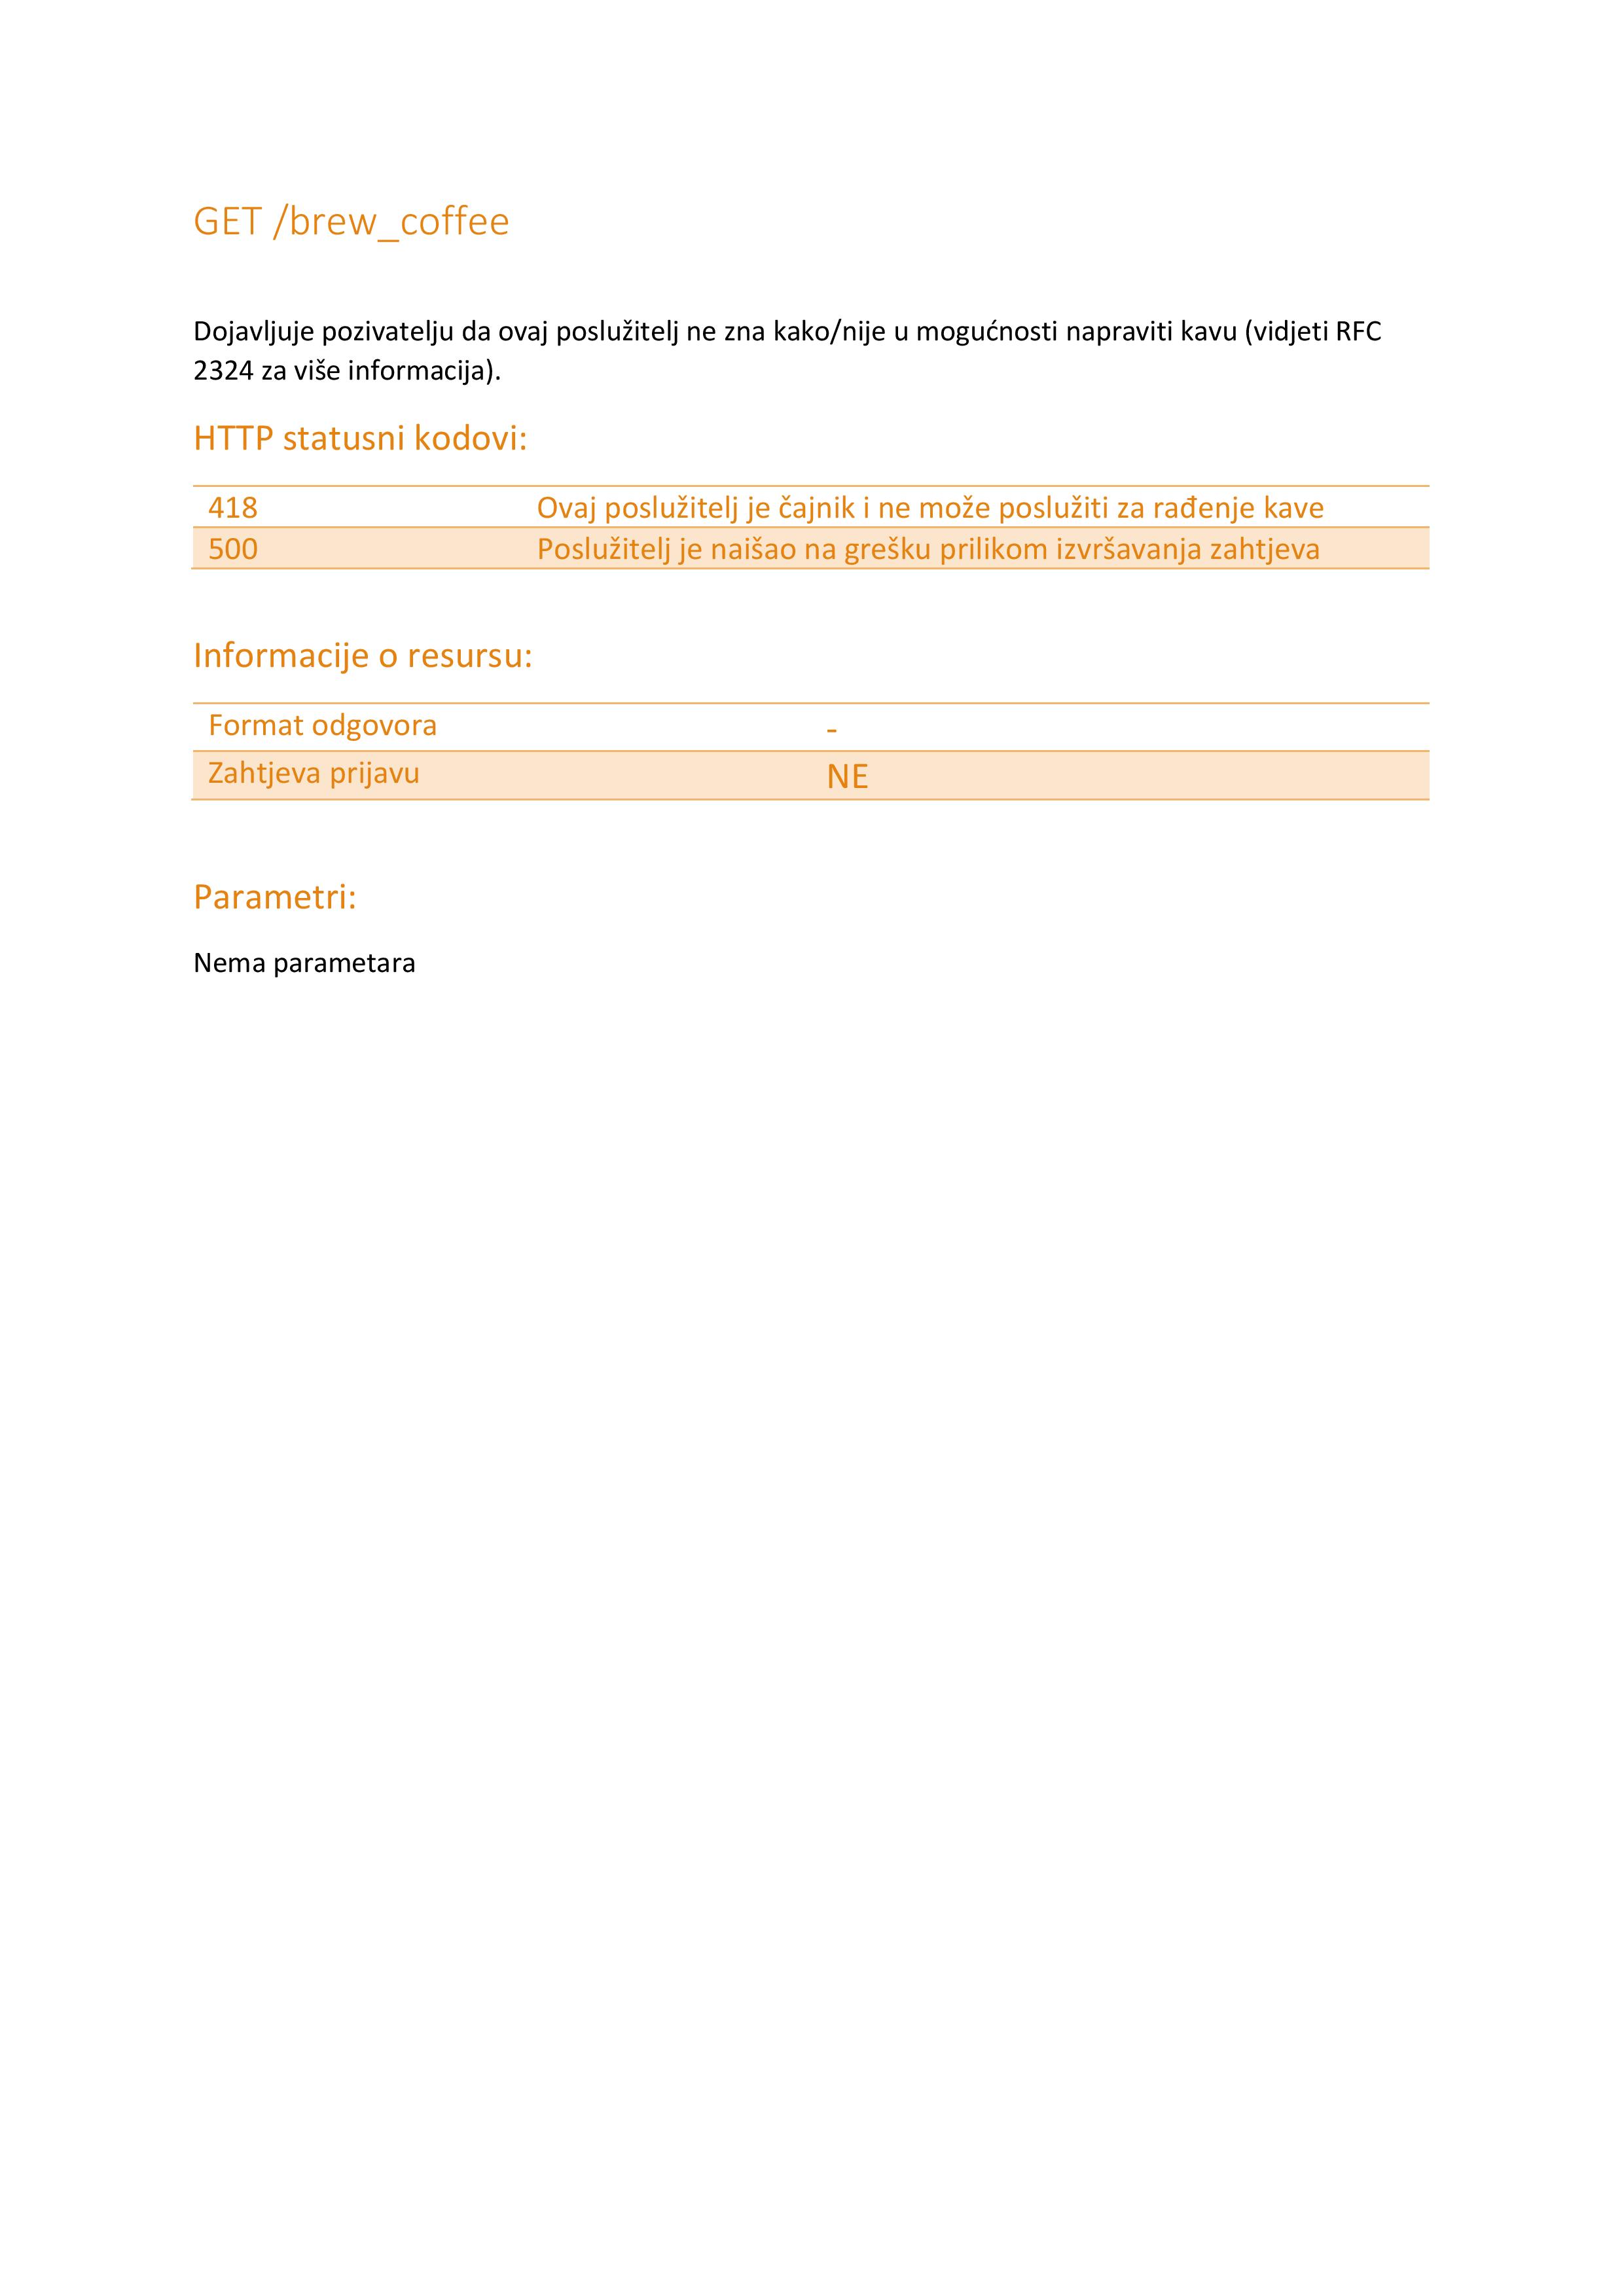 GET /brew_coffee
Dojavljuje pozivatelju da ovaj poslužitelj ne zna kako/nije u mogućnosti napraviti kavu (vidjeti RFC
2324 za više informacija).
HTTP statusni kodovi:
418 Ovaj poslužitelj je čajnik i ne može poslužiti za rađenje kave
500 Poslužitelj je naišao na grešku prilikom izvršavanja zahtjeva
Informacije o resursu:
Format odgovora -
Zahtjeva prijavu NE
Parametri:
Nema parametara